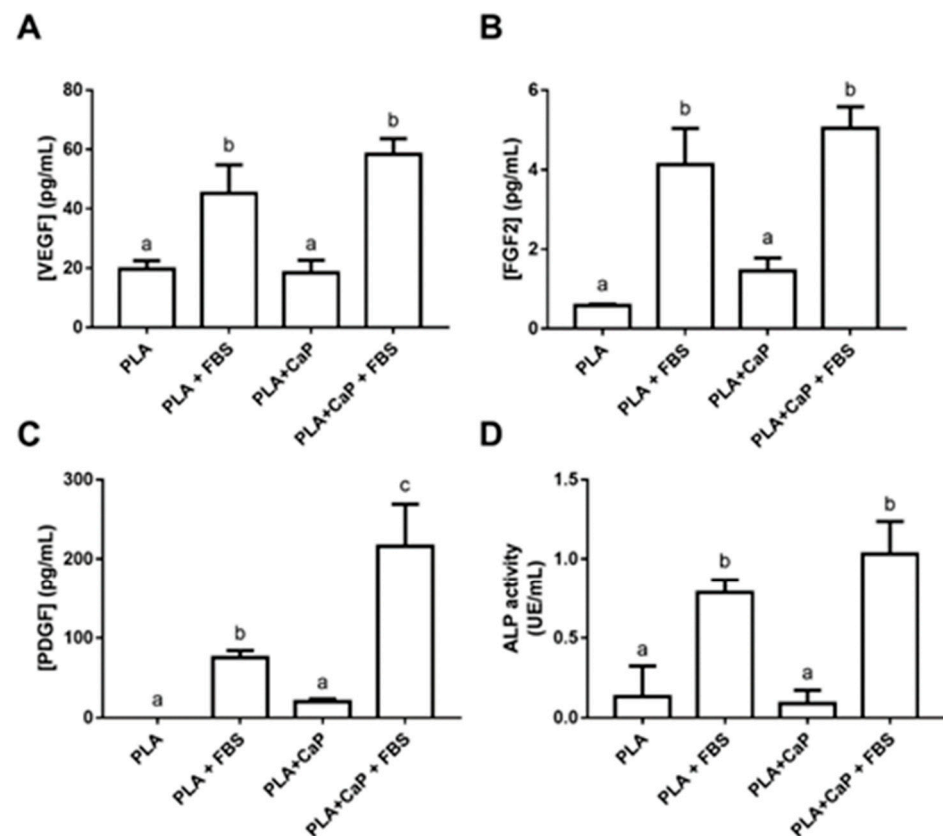 A
[VEGF] (pg/mL)
80
60
40
20
0
a
b
a
b
PLA
PLA + FBS
PLA+CaP
PLA+CaP + FBS
B
[FGF2] (pg/mL)
6
4
2
0
a
b
a
b
PLA
PLA + FBS
PLA+CaP
PLA+CaP + FBS
C
[PDGF] (pg/mL)
300
200
100
0
a
b
a
c
PLA
PLA + FBS
PLA+CaP
PLA+CaP + FBS
D
ALP activity
(UE/mL)
1.5
1.0
0.5
0.0
a
b
a
b
PLA
PLA + FBS
PLA+CaP
PLA+CaP + FBS